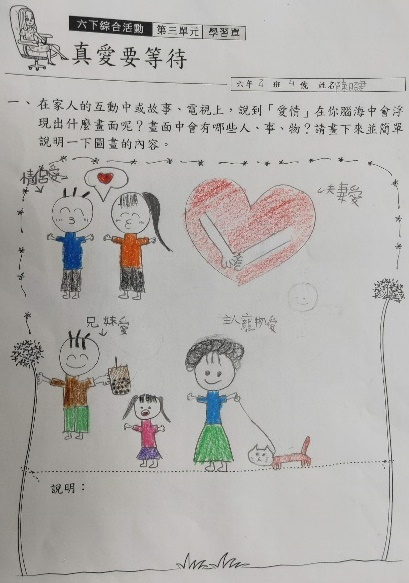 六下綜合活動 第三單元 學習單
真愛要等待
六年 2 班 4 號 姓名
一、在家人的互動中或故事、電視上，說到「愛情」在你腦海中會浮
現出什麼畫面呢？畫面中會有哪些人、事、物？請畫下來並簡單
說明一下圖畫的內容。
情侶愛
夫妻愛
兄妹愛
主人寵物愛
說明：